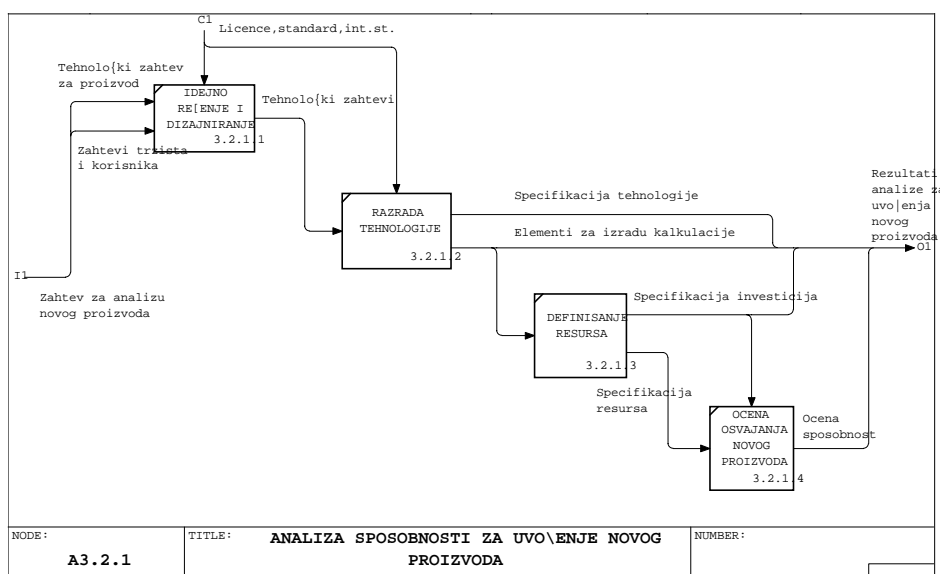 C1
Licence,standard,int.st.
Tehnolo{ki zahtev
za proizvod
IDEJNO
RE[ENJE I
DIZAJNIRANJE
3.2.1.1
Tehnolo{ki zahtevi
Zahtevi trzista
i korisnika
Rezultati
analize za
uvo|enja
novog
proizvoda
O1
Specifikacija tehnologije
RAZRADA
TEHNOLOGIJE
3.2.1.2
Elementi za izradu kalkulacije
I1
Zahtev za analizu
novog proizvoda
Specifikacija investicija
DEFINISANJE
RESURSA
3.2.1.3
Specifikacija
resursa
OCENA
OSVAJANJA
NOVOG
PROIZVODA
3.2.1.4
Ocena
sposobnost
NODE:
A3.2.1
TITLE:
ANALIZA SPOSOBNOSTI ZA UVO\ENJE NOVOG
PROIZVODA
NUMBER: